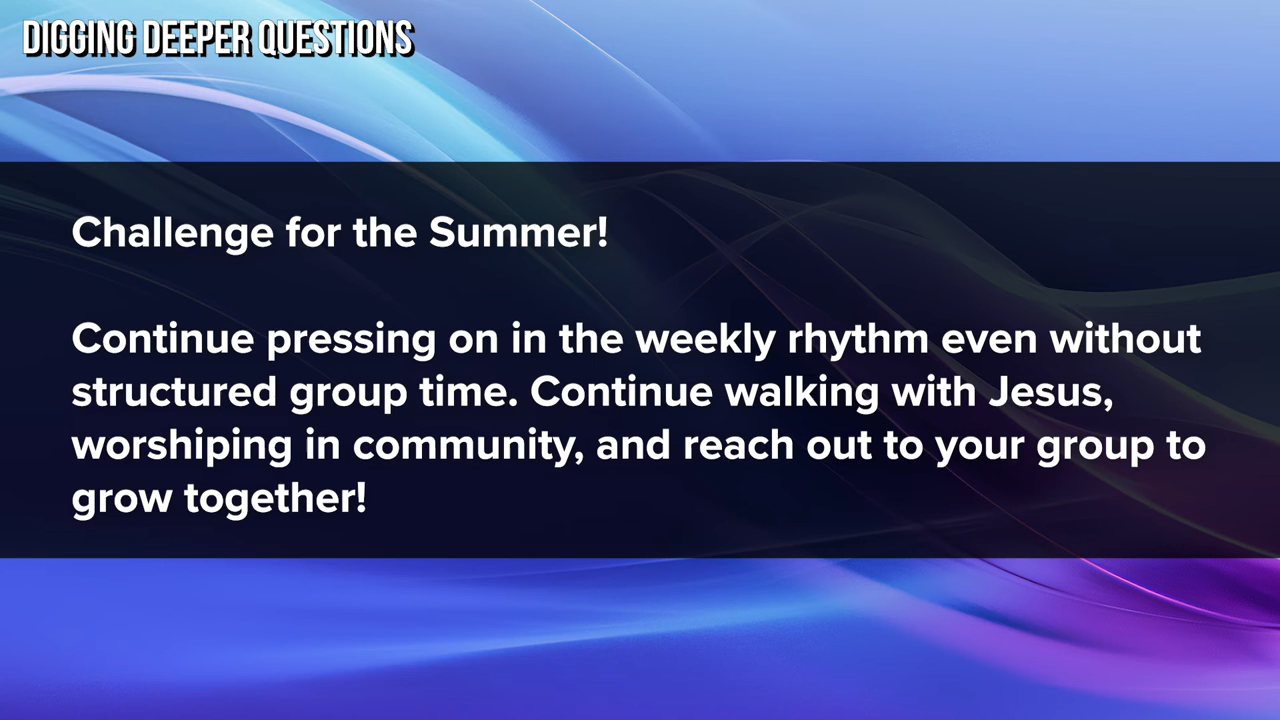 DIGGING DEEPER QUESTIONS
Challenge for the Summer!
Continue pressing on in the weekly rhythm even without
structured group time. Continue walking with Jesus,
worshiping in community, and reach out to your group to
grow together!